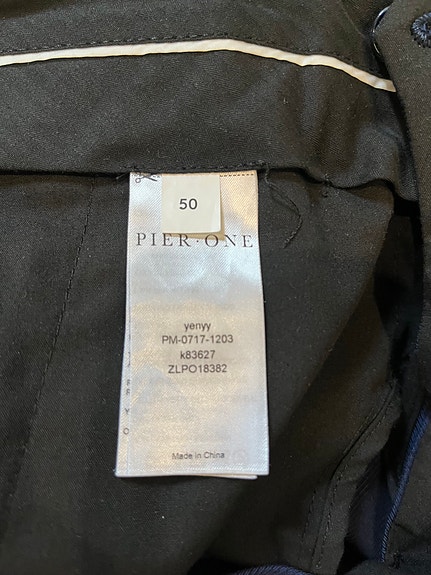 50
PIER·ONE
yenyy
PM-0717-1203
k83627
ZLPO18382
Made in China